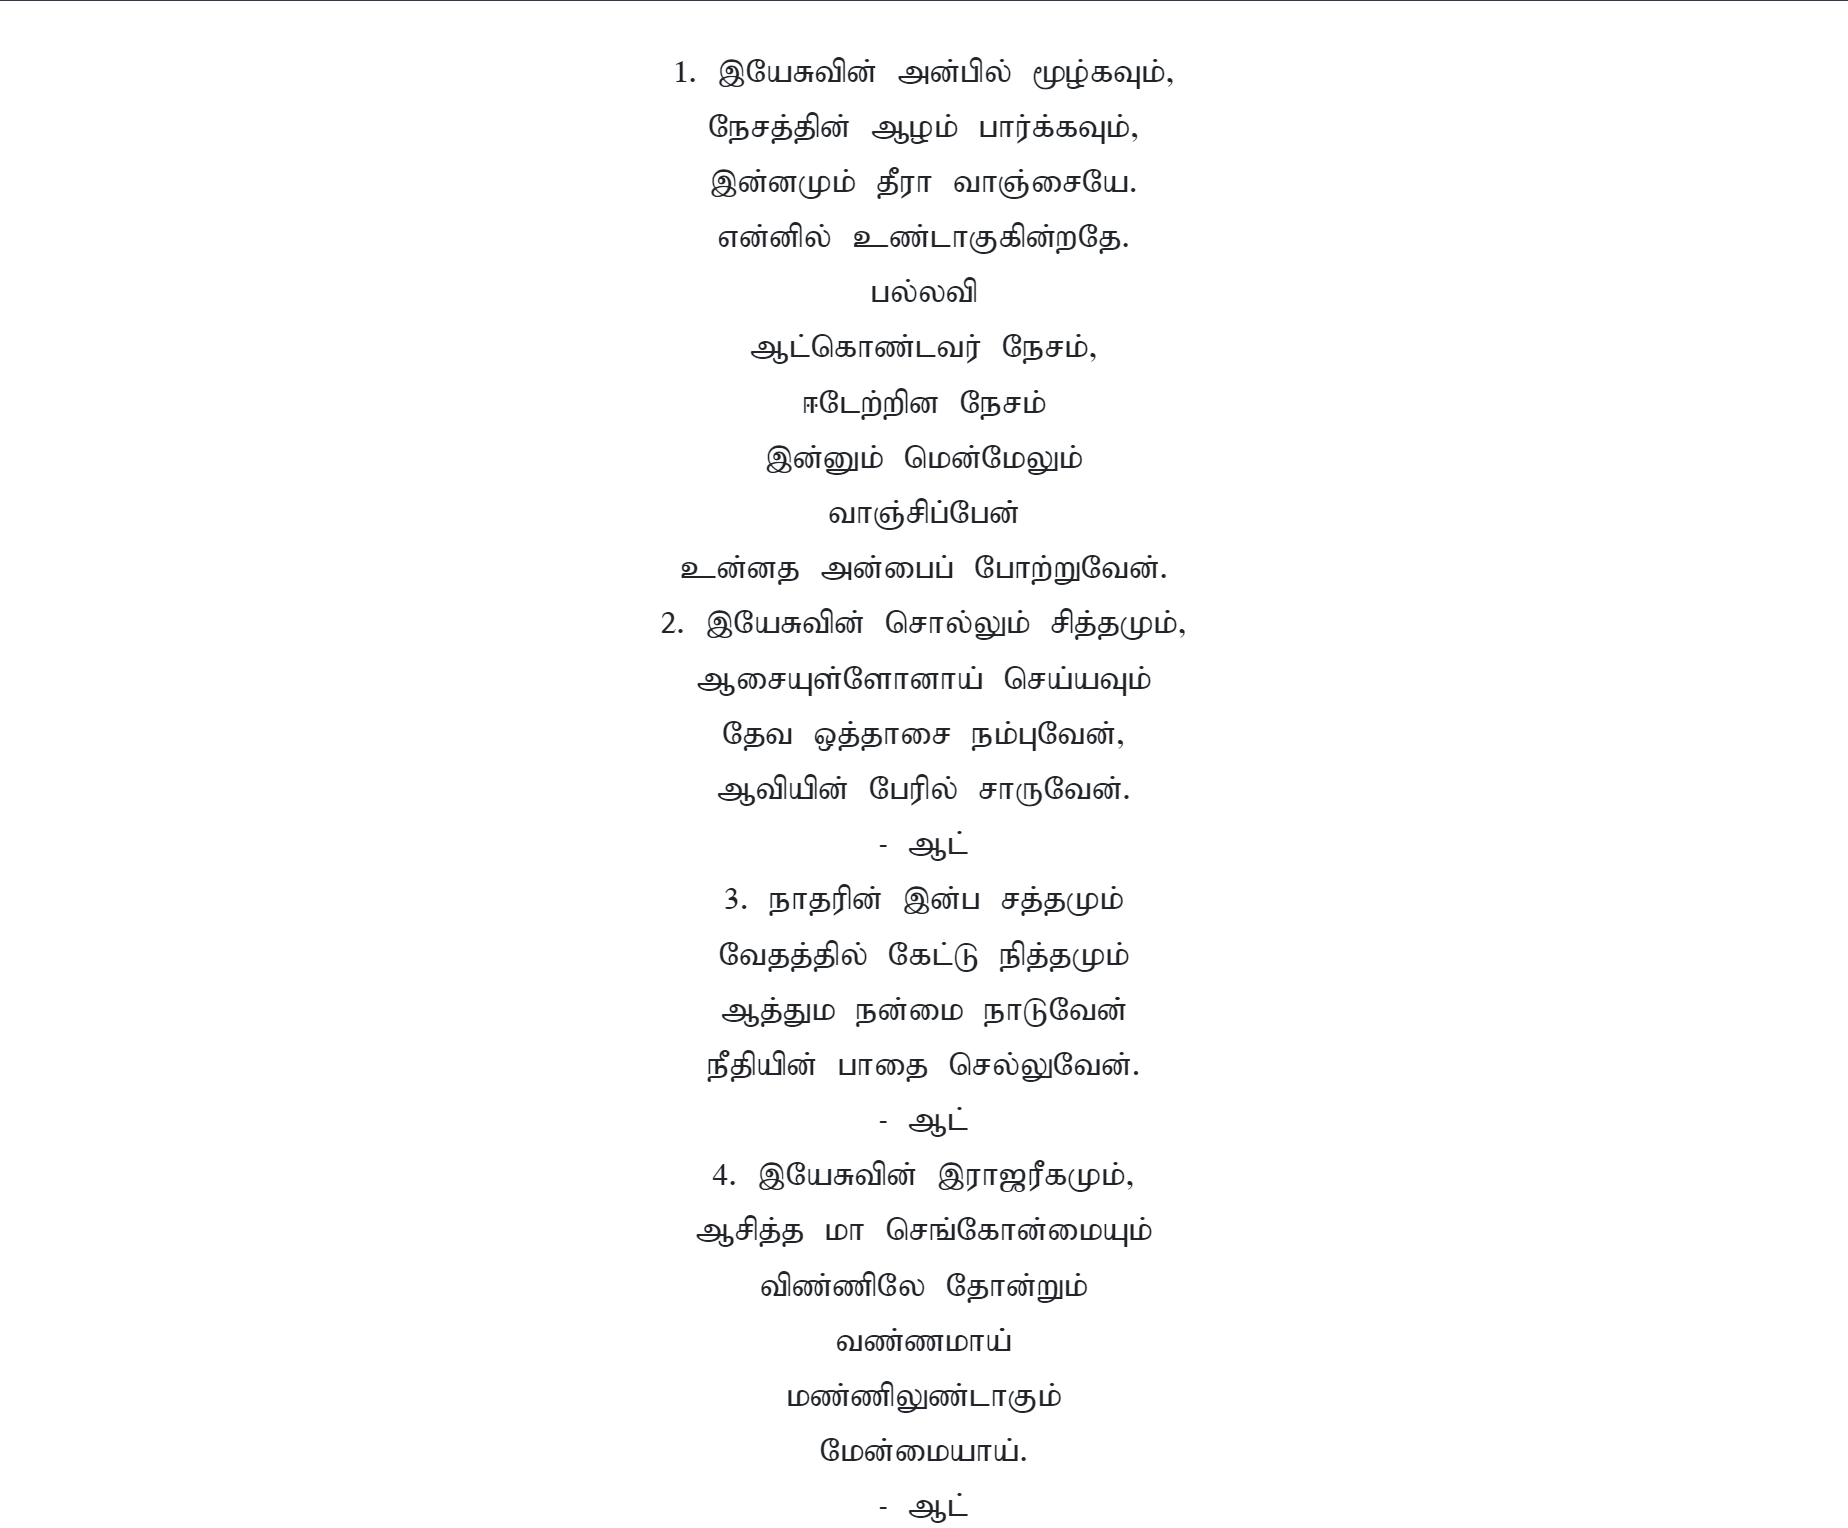 1. இயேசுவின் அன்பில் மூழ்கவும்,
நேசத்தின் ஆழம் பார்க்கவும்,
இன்னமும் தீரா வாஞ்சையே.
என்னில் உண்டாகுகின்றதே.
பல்லவி
ஆட்கொண்டவர் நேசம்,
ஈடேற்றின நேசம்
இன்னும் மென்மேலும்
வாஞ்சிப்பேன்
உன்னத அன்பைப் போற்றுவேன்.
2. இயேசுவின் சொல்லும் சித்தமும்,
ஆசையுள்ளோனாய் செய்யவும்
தேவ ஒத்தாசை நம்புவேன்,
ஆவியின் பேரில் சாருவேன்.
- ஆட்
3. நாதரின் இன்ப சத்தமும்
வேதத்தில் கேட்டு நித்தமும்
ஆத்தும நன்மை நாடுவேன்
நீதியின் பாதை செல்லுவேன்.
- ஆட்
4. இயேசுவின் இராஜரீகமும்,
ஆசித்த மா செங்கோன்மையும்
விண்ணிலே தோன்றும்
வண்ணமாய்
மண்ணிலுண்டாகும்
மேன்மையாய்.
- ஆட்